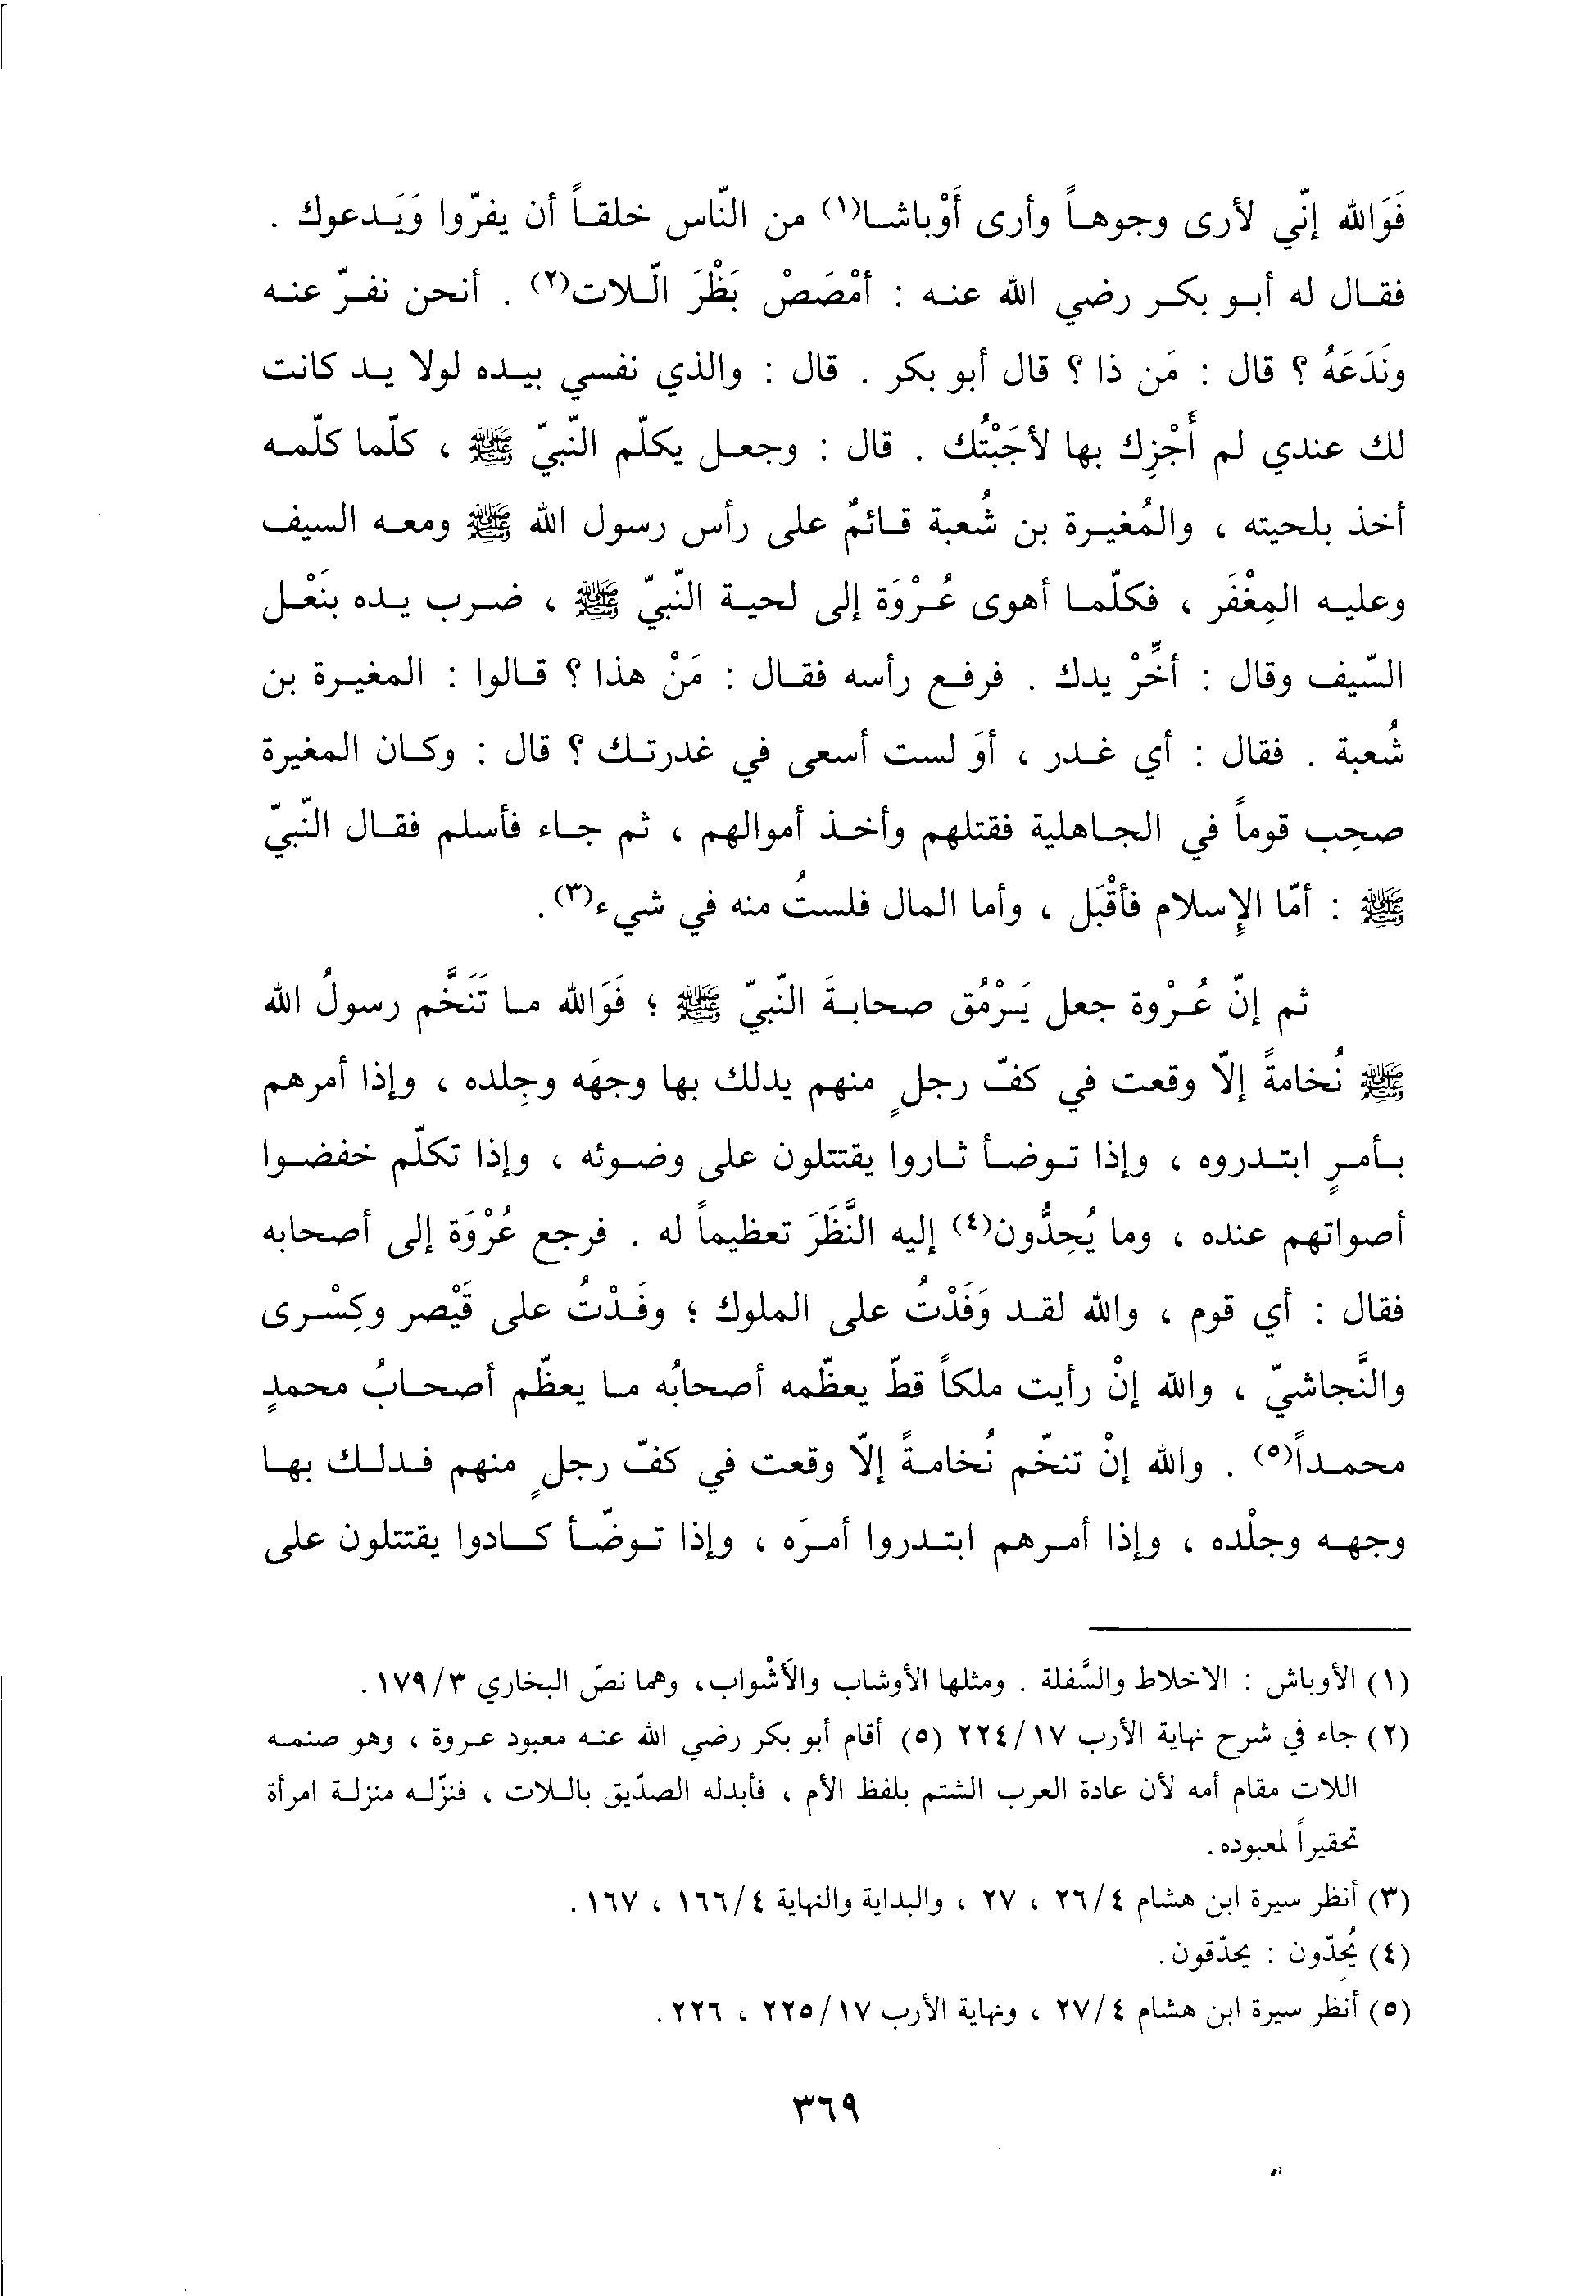 فَوَالله إنّي لأرى وجوهاً وأرى أَوْباشا(١) من النّاس خلقاً أن يفرّوا وَيَدعوك .
فقال له أبو بكر رضي الله عنه : أمْصَصْ بَظْرَ الّلات(٢) . أنحن نفرّ عنه
ونَدَعَهُ ؟ قال : مَن ذا ؟ قال أبو بكر . قال : والذي نفسي بيده لولا يد كانت
لك عندي لم أَجْزِك بها لأجَبْتُك . قال : وجعل يكلّم النّبيّ ﷺ ، كلّما كلّمه
أخذ بلحيته ، والمُغيرة بن شُعبة قائمٌ على رأس رسول الله ﷺ ومعه السيف
وعليه المِغْفَر ، فكلّما أهوى عُرْوَة إلى لحية النّبيّ ﷺ ، ضرب يده بنَعْل
السّيف وقال : أخِّرْ يدك . فرفع رأسه فقال : مَنْ هذا ؟ قالوا : المغيرة بن
شُعبة . فقال : أي غدر ، أوَ لست أسعى في غدرتك ؟ قال : وكان المغيرة
صحِب قوماً في الجاهلية فقتلهم وأخذ أموالهم ، ثم جاء فأسلم فقال النّبيّ
ﷺ : أمّا الإِسلام فأقْبَل ، وأما المال فلستُ منه في شيء(٣) .
ثم إنّ عُرْوة جعل يَرْمُق صحابةَ النّبيّ ﷺ ؛ فَوَالله ما تَنَخَّم رسولُ الله
ﷺ نُخامةً إلاّ وقعت في كفّ رجلٍ منهم يدلك بها وجهَه وجِلده ، وإذا أمرهم
بأمرٍ ابتدروه ، وإذا توضأ ثاروا يقتتلون على وضوئه ، وإذا تكلّم خفضوا
أصواتهم عنده ، وما يُحِدُّون(٤) إليه النَّظَرَ تعظيماً له . فرجع عُرْوَة إلى أصحابه
فقال : أي قوم ، والله لقد وَفَدْتُ على الملوك ؛ وفَدْتُ على قَيْصر وكِسْرى
والنَّجاشيّ ، والله إنْ رأيت ملكاً قطّ يعظّمه أصحابُه ما يعظّم أصحابُ محمدٍ
محمداً(٥) . والله إنْ تنخّم نُخامةً إلاّ وقعت في كفّ رجلٍ منهم فدلك بها
وجهه وجلْده ، وإذا أمرهم ابتدروا أمرَه ، وإذا توضّأ كادوا يقتتلون على
(١) الأوباش : الاخلاط والسَّفلة . ومثلها الأوشاب والأَشْواب، وهما نصّ البخاري ١٧٩/٣ .
(٢) جاء في شرح نهاية الأرب ٢٢٤/١٧ (٥) أقام أبو بكر رضي الله عنه معبود عروة ، وهو صنمه
اللات مقام أمه لأن عادة العرب الشتم بلفظ الأم ، فأبدله الصدّيق باللات ، فنزّله منزلة امرأة
تحقيراً لمعبوده .
(٣) أنظر سيرة ابن هشام ٢٦/٤ ، ٢٧ ، والبداية والنهاية ١٦٦/٤ ، ١٦٧ .
(٤) يُحِدّون : يحدّقون .
(٥) أنظر سيرة ابن هشام ٢٧/٤ ، ونهاية الأرب ٢٢٥/١٧ ، ٢٢٦ .
٣٦٩